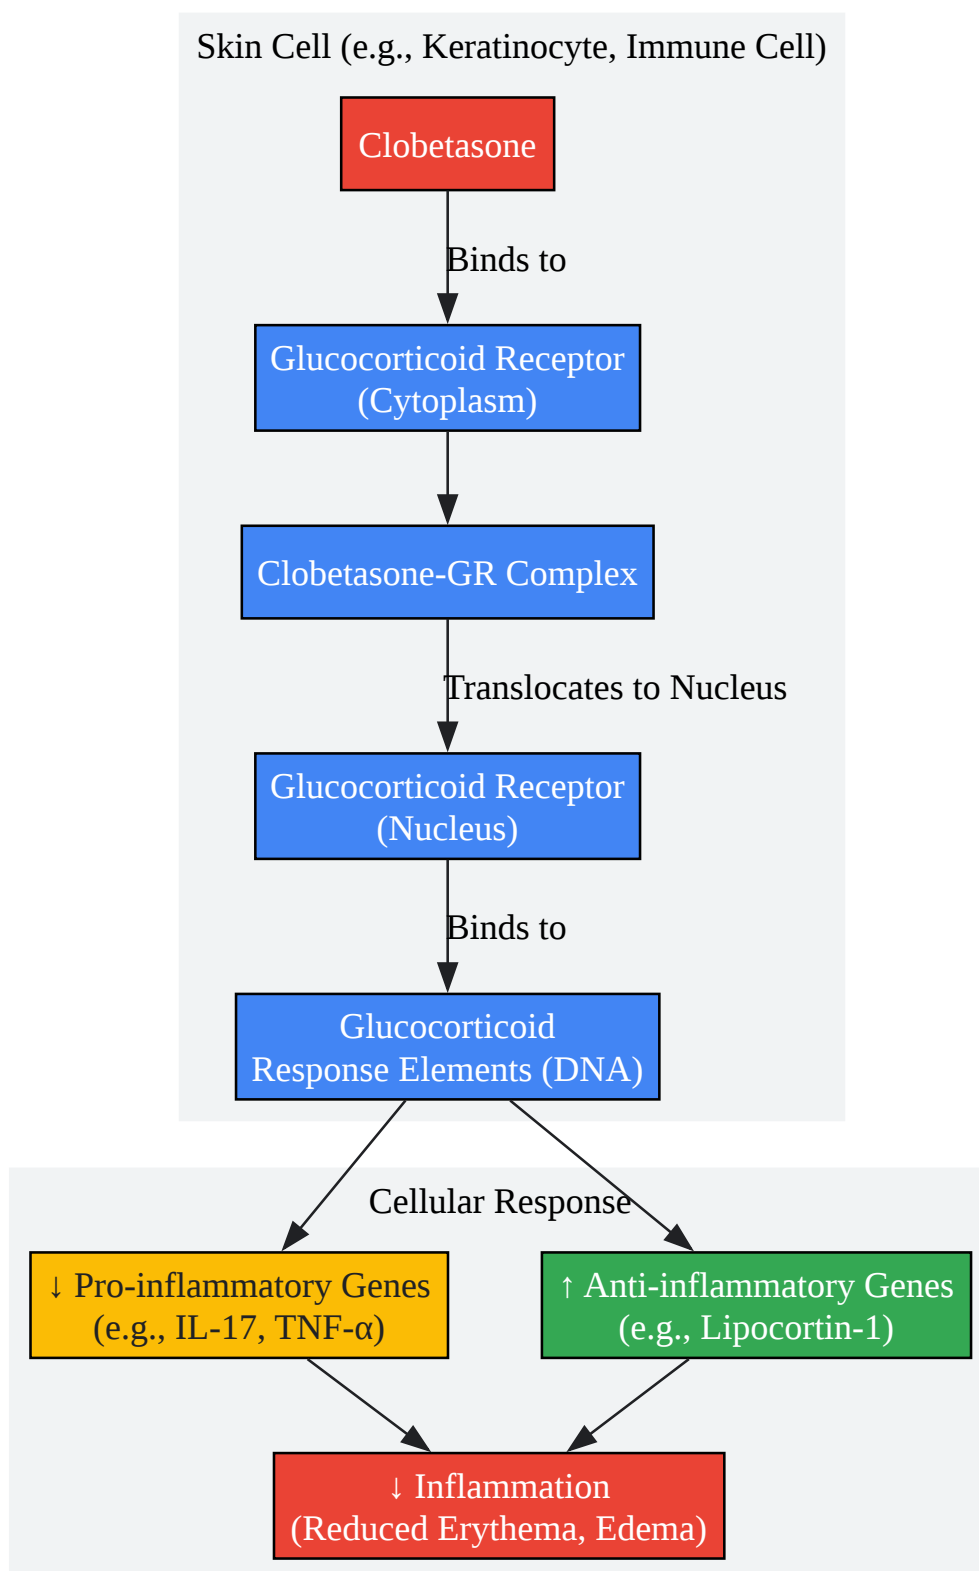 Skin Cell (e.g., Keratinocyte, Immune Cell)
Clobetasone
Binds to
Glucocorticoid Receptor
(Cytoplasm)
Clobetasone-GR Complex
Translocates to Nucleus
Glucocorticoid Receptor
(Nucleus)
Binds to
Glucocorticoid
Response Elements (DNA)
Cellular Response
↓ Pro-inflammatory Genes
(e.g., IL-17, TNF-α)
↑ Anti-inflammatory Genes
(e.g., Lipocortin-1)
↓ Inflammation
(Reduced Erythema, Edema)